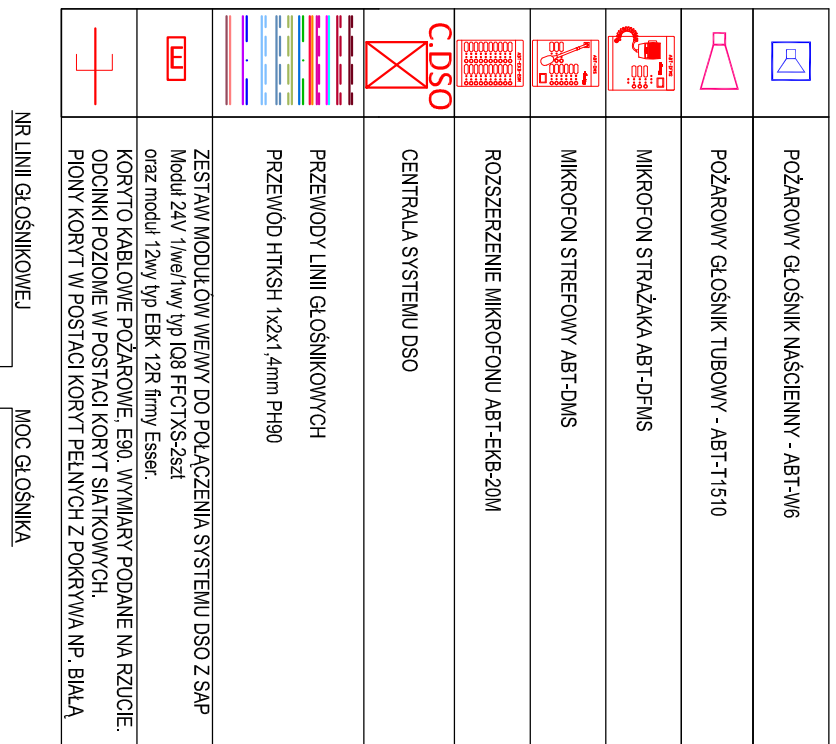 POŻAROWY GŁOŚNIK NAŚCIENNY - ABT-W6
POŻAROWY GŁOŚNIK TUBOWY - ABT-T1510
MIKROFON STRAŻAKA ABT-DFMS
MIKROFON STREFOWY ABT-DMS
ROZSZERZENIE MIKROFONU ABT-EKB-20M
C.DSO
CENTRALA SYSTEMU DSO
PRZEWODY LINII GŁOŚNIKOWYCH
PRZEWÓD HTKSH 1x2x1,4mm PH90
E
ZESTAW MODUŁÓW WE/WY DO POŁĄCZENIA SYSTEMU DSO Z SAP
Moduł 24V 1/we/1wy typ IQ8 FFCTXS-2szt
oraz moduł 12wy typ EBK 12R firmy Esser.
KORYTO KABLOWE POŻAROWE, E90. WYMIARY PODANE NA RZUCIE.
ODCINKI POZIOME W POSTACI KORYT SIATKOWYCH.
PIONY KORYT W POSTACI KORYT PEŁNYCH Z POKRYWA NP. BIAŁĄ
NR LINII GŁOŚNIKOWEJ
MOC GŁOŚNIKA